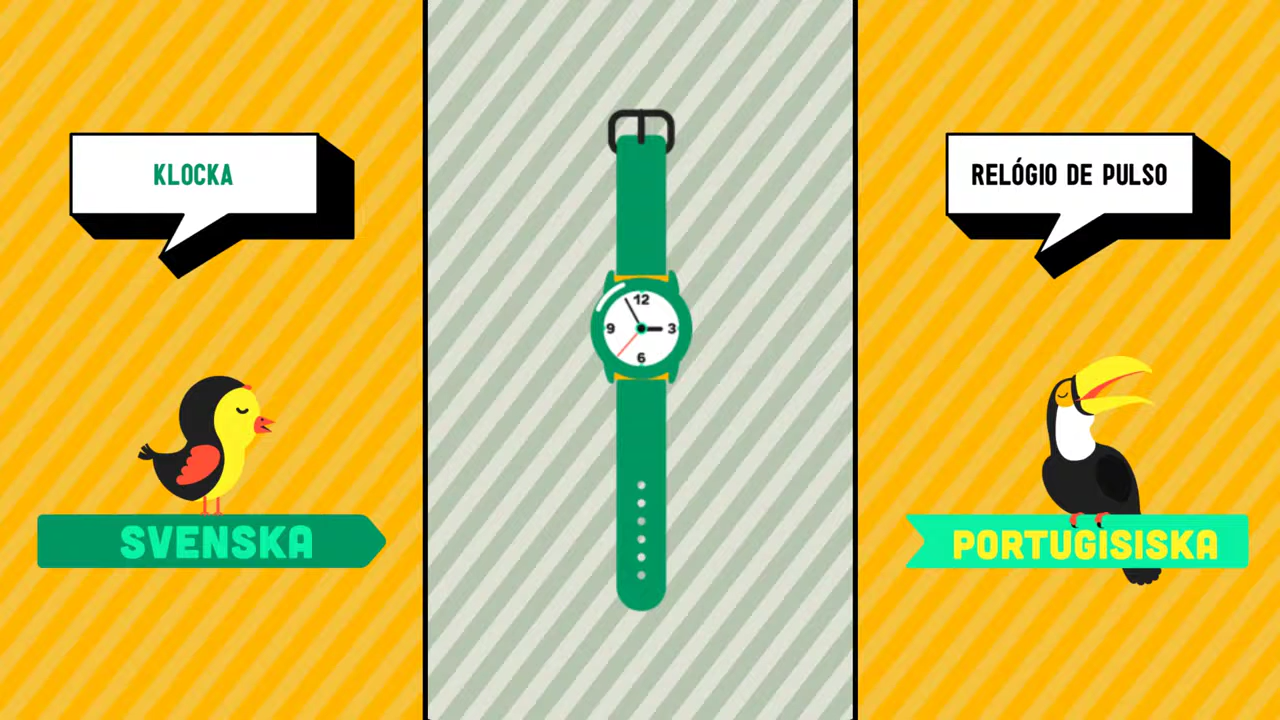 KLOCKA
SVENSKA
12
9
3
6
RELÓGIO DE PULSO
PORTUGISISKA